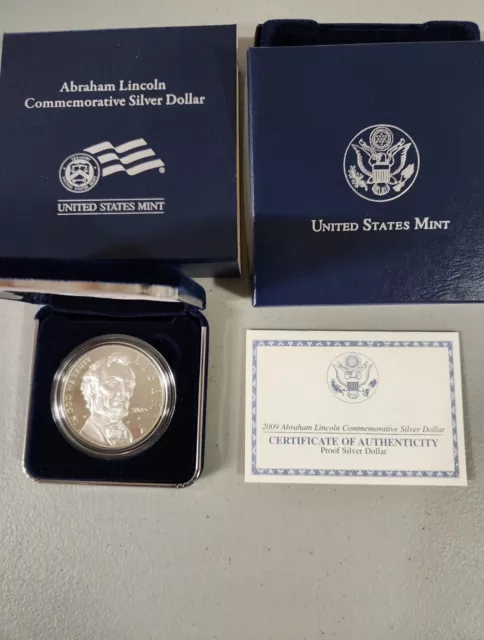 Abraham Lincoln
Commemorative Silver Dollar
UNITED STATES MINT
UNITED STATES MINT
2009
2009 Abraham Lincoln Commemorative Silver Dollar
CERTIFICATE OF AUTHENTICITY
Proof Silver Dollar